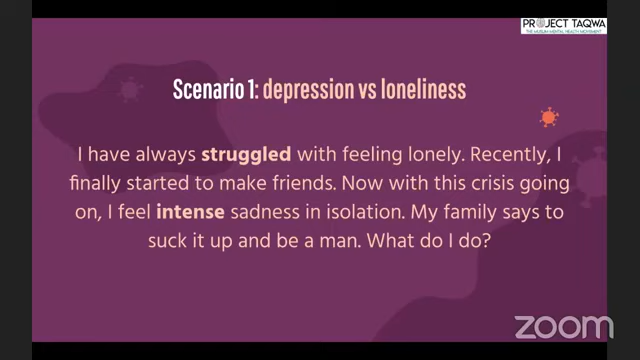 PROJECT TAQWA
THE MUSLIM MENTAL HEALTH MOVEMENT
Scenario 1: depression vs loneliness
I have always struggled with feeling lonely. Recently, I
finally started to make friends. Now with this crisis going
on, I feel intense sadness in isolation. My family says to
suck it up and be a man. What do I do?
zoom